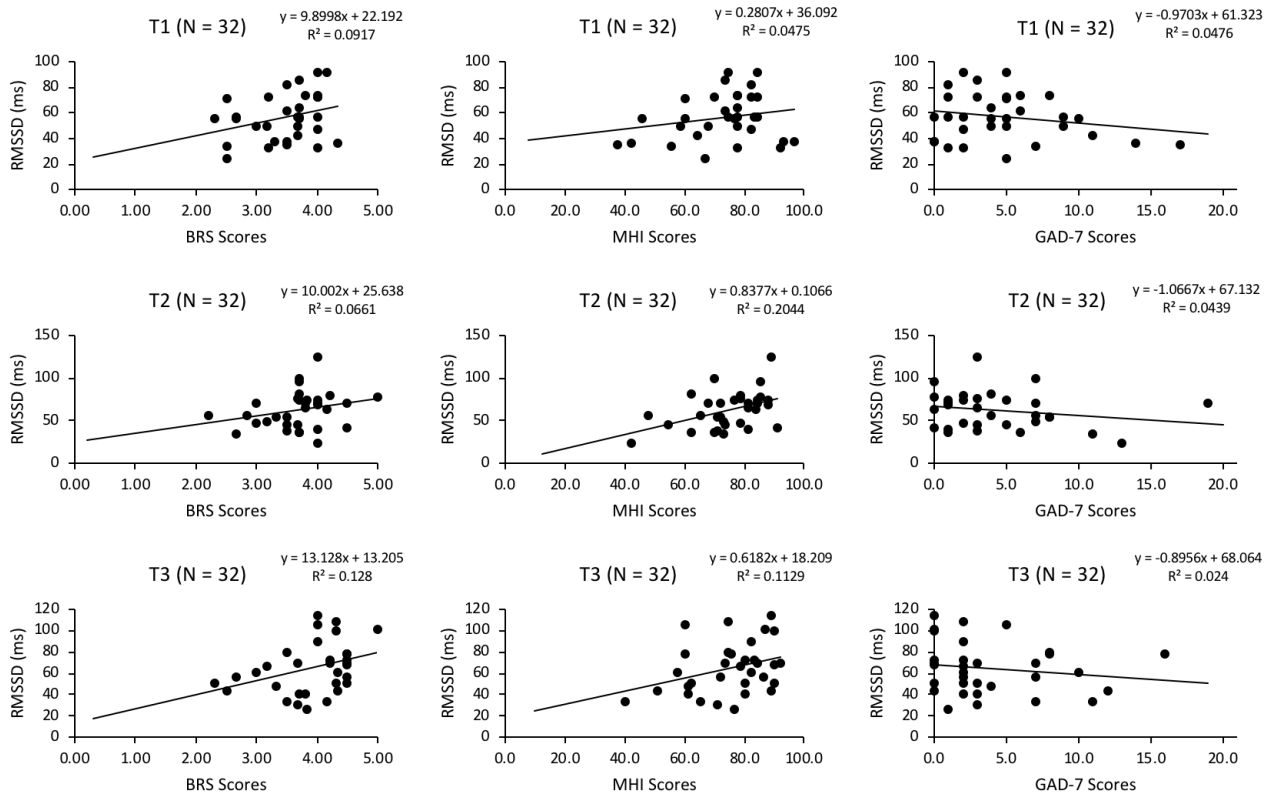 T1 (N = 32)
y = 9.8998x + 22.192
R² = 0.0917
RMSSD (ms)
100
80
60
40
20
0
0.00 1.00 2.00 3.00 4.00 5.00
BRS Scores
T1 (N = 32)
y = 0.2807x + 36.092
R² = 0.0475
RMSSD (ms)
100
80
60
40
20
0
0.0 20.0 40.0 60.0 80.0 100.0
MHI Scores
T1 (N = 32)
y = -0.9703x + 61.323
R² = 0.0476
RMSSD (ms)
100
80
60
40
20
0
0.0 5.0 10.0 15.0 20.0
GAD-7 Scores
T2 (N = 32)
y = 10.002x + 25.638
R² = 0.0661
RMSSD (ms)
150
100
50
0
0.00 1.00 2.00 3.00 4.00 5.00
BRS Scores
T2 (N = 32)
y = 0.8377x + 0.1066
R² = 0.2044
RMSSD (ms)
150
100
50
0
0.0 20.0 40.0 60.0 80.0 100.0
MHI Scores
T2 (N = 32)
y = -1.0667x + 67.132
R² = 0.0439
RMSSD (ms)
150
100
50
0
0.0 5.0 10.0 15.0 20.0
GAD-7 Scores
T3 (N = 32)
y = 13.128x + 13.205
R² = 0.128
RMSSD (ms)
120
100
80
60
40
20
0
0.00 1.00 2.00 3.00 4.00 5.00
BRS Scores
T3 (N = 32)
y = 0.6182x + 18.209
R² = 0.1129
RMSSD (ms)
120
100
80
60
40
20
0
0.0 20.0 40.0 60.0 80.0 100.0
MHI Scores
T3 (N = 32)
y = -0.8956x + 68.064
R² = 0.024
RMSSD (ms)
120
100
80
60
40
20
0
0.0 5.0 10.0 15.0 20.0
GAD-7 Scores